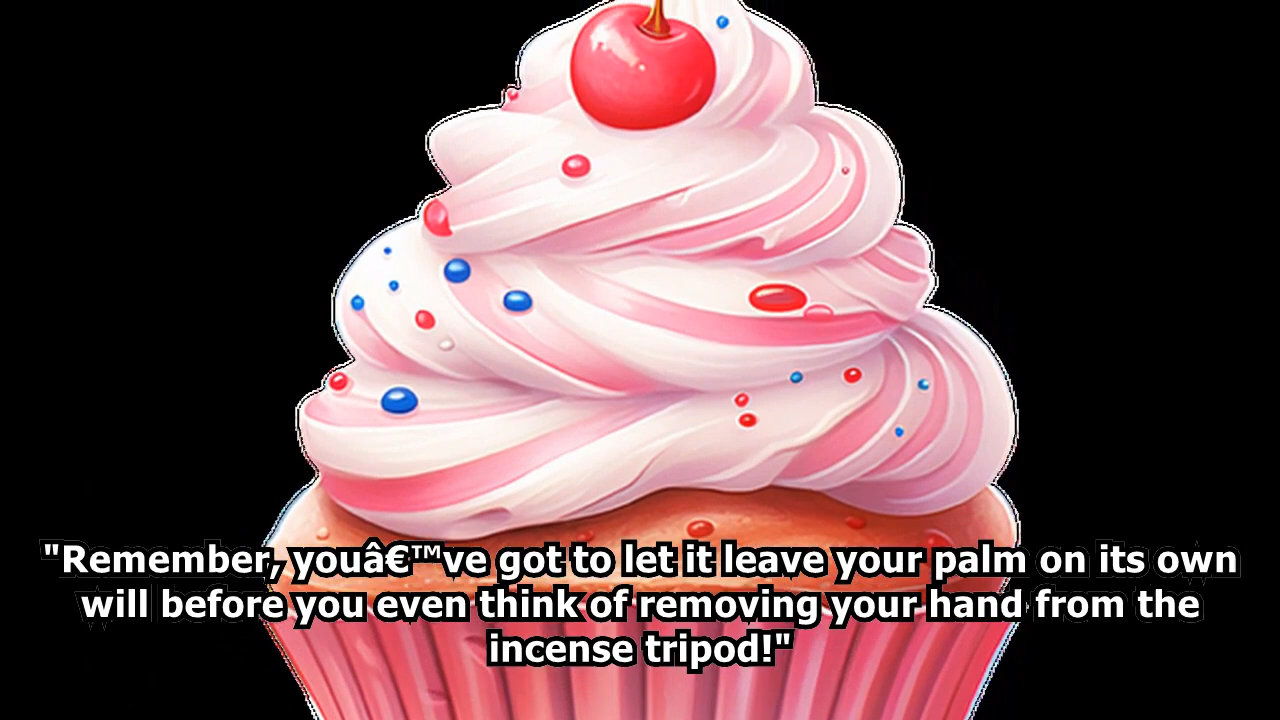 "Remember, youâ€™ve got to let it leave your palm on its own
will before you even think of removing your hand from the
incense tripod!"